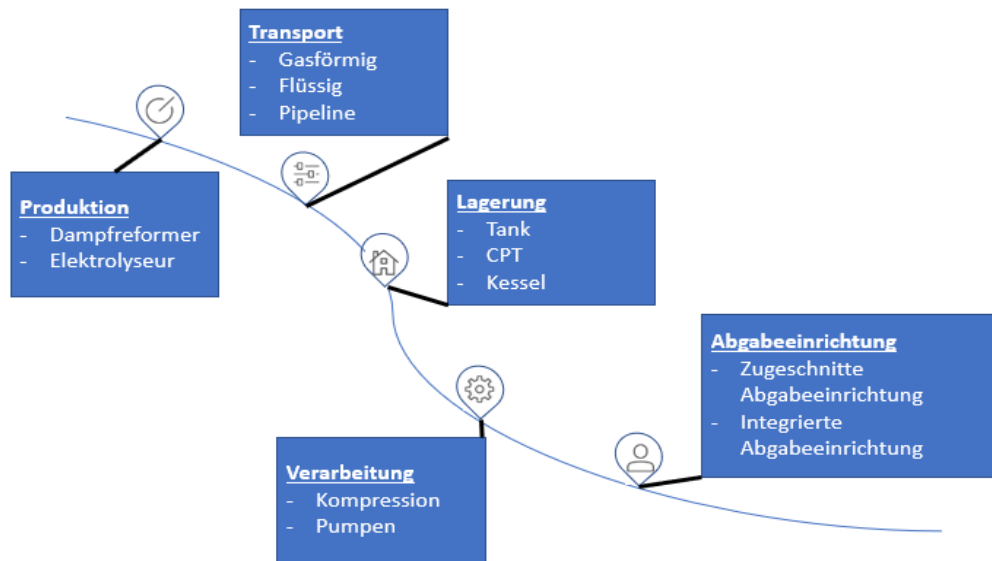 Transport
- Gasförmig
- Flüssig
- Pipeline
Produktion
- Dampfreformer
- Elektrolyseur
Lagerung
- Tank
- CPT
- Kessel
Abgabeeinrichtung
- Zugeschnitte
Abgabeeinrichtung
- Integrierte
Abgabeeinrichtung
Verarbeitung
- Kompression
- Pumpen